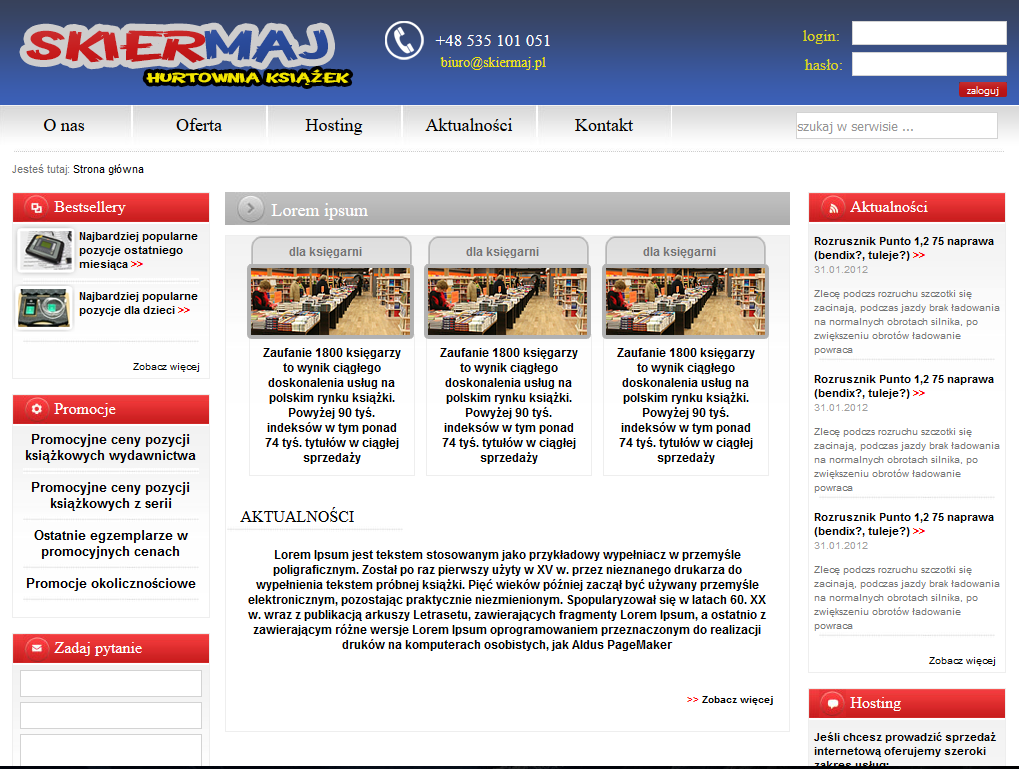 SKIERMAJ
HURTOWNIA KSIĄŻEK
+48 535 101 051
biuro@skiermaj.pl
login:
hasło:
zaloguj
O nas
Oferta
Hosting
Aktualności
Kontakt
szukaj w serwisie ...
Jesteś tutaj: Strona główna
Bestsellery
Najbardziej popularne
pozycje ostatniego
miesiąca >>
Najbardziej popularne
pozycje dla dzieci >>
Zobacz więcej
Promocje
Promocyjne ceny pozycji
książkowych wydawnictwa
Promocyjne ceny pozycji
książkowych z serii
Ostatnie egzemplarze w
promocyjnych cenach
Promocje okolicznościowe
Zadaj pytanie
Lorem ipsum
dla księgarni
Zaufanie 1800 księgarzy
to wynik ciągłego
doskonalenia usług na
polskim rynku książki.
Powyżej 90 tyś.
indeksów w tym ponad
74 tyś. tytułów w ciągłej
sprzedaży
dla księgarni
Zaufanie 1800 księgarzy
to wynik ciągłego
doskonalenia usług na
polskim rynku książki.
Powyżej 90 tyś.
indeksów w tym ponad
74 tyś. tytułów w ciągłej
sprzedaży
dla księgarni
Zaufanie 1800 księgarzy
to wynik ciągłego
doskonalenia usług na
polskim rynku książki.
Powyżej 90 tyś.
indeksów w tym ponad
74 tyś. tytułów w ciągłej
sprzedaży
AKTUALNOŚCI
Lorem Ipsum jest tekstem stosowanym jako przykładowy wypełniacz w przemyśle
poligraficznym. Został po raz pierwszy użyty w XV w. przez nieznanego drukarza do
wypełnienia tekstem próbnej książki. Pięć wieków później zaczął być używany przemyśle
elektronicznym, pozostając praktycznie niezmienionym. Spopularyzował się w latach 60. XX
w. wraz z publikacją arkuszy Letrasetu, zawierających fragmenty Lorem Ipsum, a ostatnio z
zawierającym różne wersje Lorem Ipsum oprogramowaniem przeznaczonym do realizacji
druków na komputerach osobistych, jak Aldus PageMaker
>> Zobacz więcej
Aktualności
Rozrusznik Punto 1,2 75 naprawa
(bendix?, tuleje?) >>
31.01.2012
Zlecę podczs rozruchu szczotki się
zacinają, podczas jazdy brak ładowania
na normalnych obrotach silnika, po
zwiększeniu obrotów ładowanie
powraca
Rozrusznik Punto 1,2 75 naprawa
(bendix?, tuleje?) >>
31.01.2012
Zlecę podczs rozruchu szczotki się
zacinają, podczas jazdy brak ładowania
na normalnych obrotach silnika, po
zwiększeniu obrotów ładowanie
powraca
Rozrusznik Punto 1,2 75 naprawa
(bendix?, tuleje?) >>
31.01.2012
Zlecę podczs rozruchu szczotki się
zacinają, podczas jazdy brak ładowania
na normalnych obrotach silnika, po
zwiększeniu obrotów ładowanie
powraca
Zobacz więcej
Hosting
Jeśli chcesz prowadzić sprzedaż
internetową oferujemy szeroki
zakres usług: